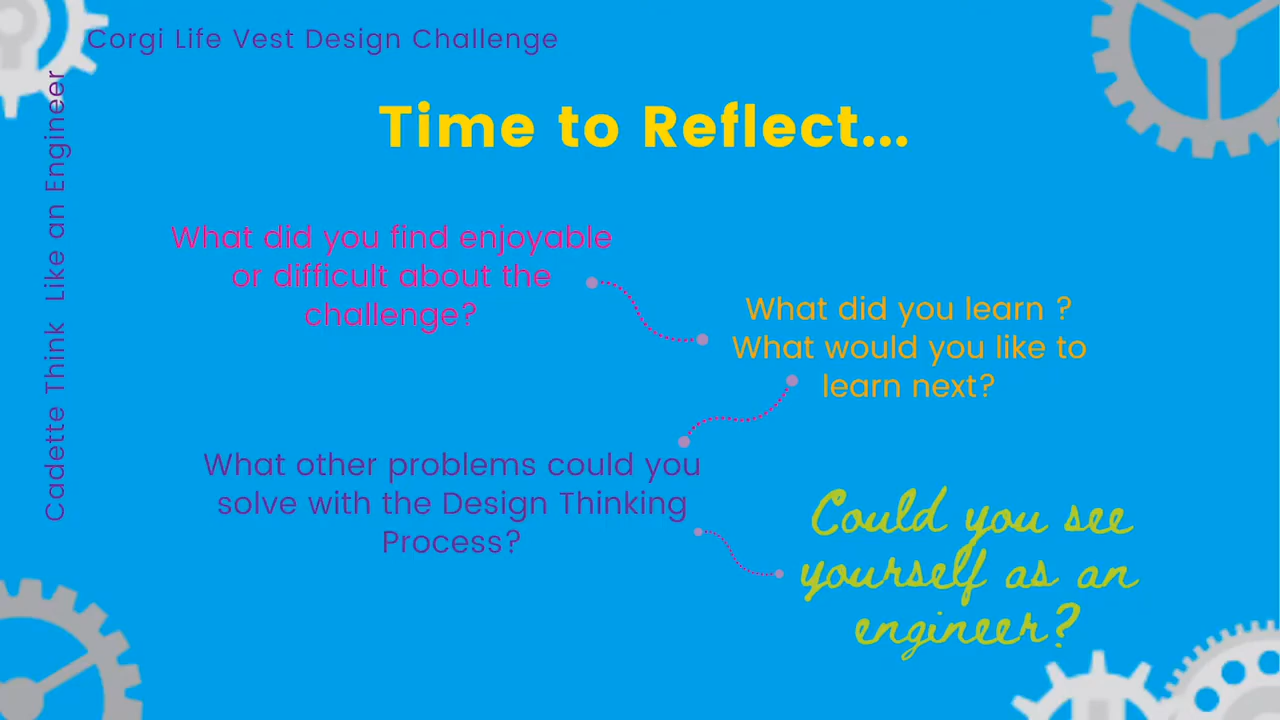 Corgi Life Vest Design Challenge
Cadette Think Like an Engineer
Time to Reflect...
What did you find enjoyable
or difficult about the
challenge?
What did you learn ?
What would you like to
learn next?
What other problems could you
solve with the Design Thinking
Process?
Could you see
yourself as an
engineer?